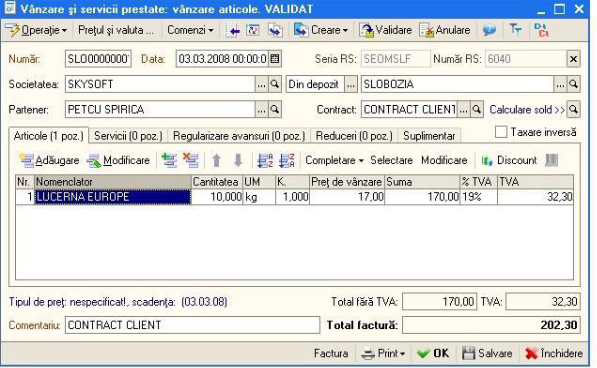 Vânzare şi servicii prestate: vânzare articole. VALIDAT
Operaţie Preţul şi valuta ... Comenzi Creare Validare Anulare
Număr: SLO0000000 Data: 03.03.2008 00:00:0 Seria RS: SEOMSLF Număr RS: 6040
Societatea: SKYSOFT ... Din depozit ... SLOBOZIA ...
Partener: PETCU SPIRICA ... Contract: CONTRACT CLIENT ... Calculare sold >>
Articole (1 poz.) Servicii (0 poz.) Regularizare avansuri (0 poz.) Reduceri (0 poz.) Suplimentar Taxare inversă
Adăugare Modificare Completare Selectare Modificare Discount
Nr. Nomenclator Cantitatea UM K. Preţ de vânzare Suma % TVA TVA
1 LUCERNA EUROPE 10,000 kg 1,000 17,00 170,00 19% 32,30
Tipul de preţ: nespecificat!, scadenţa: (03.03.08) Total fără TVA: 170,00 TVA: 32,30
Comentariu: CONTRACT CLIENT Total factură: 202,30
Factura Print OK Salvare Închidere